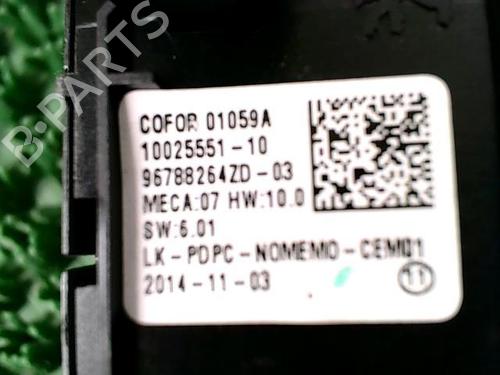 B-PARTS
COFOR 01059A
10025551-10
96788264ZD-03
MECA:07 HW:10.0
SW:6.01
LK-PDPC-NOMEMO-CEM01
2014-11-03
11